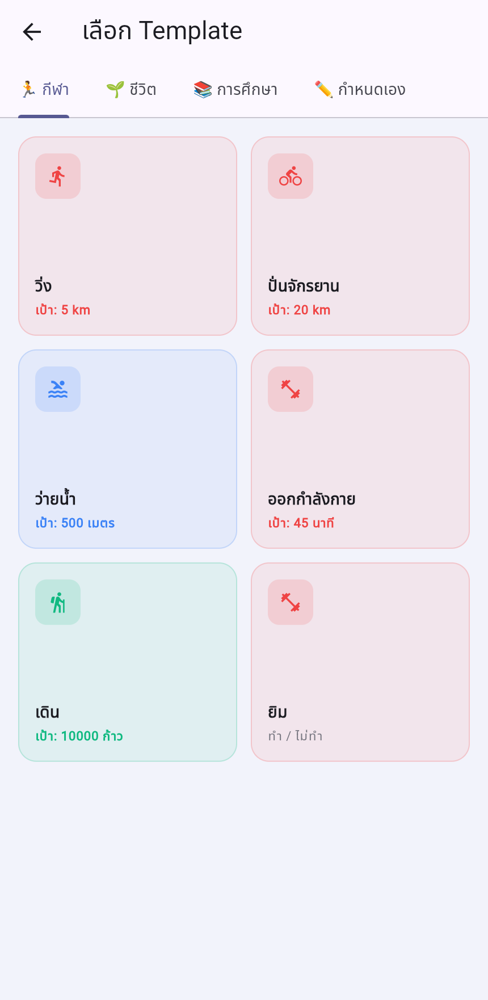 เลือก Template
🏃 กีฬา
🌱 ชีวิต
📚 การศึกษา
✏️ กำหนดเอง
วิ่ง
เป้า: 5 km
ปั่นจักรยาน
เป้า: 20 km
ว่ายน้ำ
เป้า: 500 เมตร
ออกกำลังกาย
เป้า: 45 นาที
เดิน
เป้า: 10000 ก้าว
ยิม
ทำ / ไม่ทำ